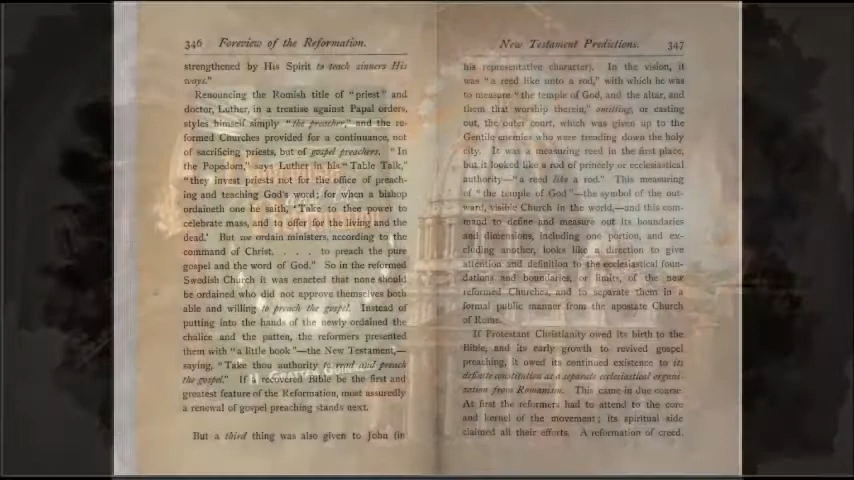 346 Foreview of the Reformation.
strengthened by His Spirit to teach sinners His
ways."
Renouncing the Romish title of "priest" and
doctor, Luther, in a treatise against Papal orders,
styles himself simply "the preacher," and the re-
formed Churches provided for a continuance, not
of sacrificing priests, but of gospel preachers. "In
the Popedom," says Luther in his "Table Talk,"
"they invest priests not for the office of preach-
ing and teaching God's word; for when a bishop
ordaineth one he saith, 'Take to thee power to
celebrate mass, and to offer for the living and the
dead.' But we ordain ministers, according to the
command of Christ, . . . . to preach the pure
gospel and the word of God." So in the reformed
Swedish Church it was enacted that none should
be ordained who did not approve themselves both
able and willing to preach the gospel. Instead of
putting into the hands of the newly ordained the
chalice and the patten, the reformers presented
them with "a little book"—the New Testament,—
saying, "Take thou authority to read and preach
the gospel." If a recovered Bible be the first and
greatest feature of the Reformation, most assuredly
a renewal of gospel preaching stands next.
But a third thing was also given to John (in
New Testament Predictions. 347
his representative character). In the vision, it
was "a reed like unto a rod," with which he was
to measure "the temple of God, and the altar, and
them that worship therein," omitting, or casting
out, the outer court, which was given up to the
Gentile enemies who were treading down the holy
city. It was a measuring reed in the first place,
but it looked like a rod of princely or ecclesiastical
authority—"a reed like a rod." This measuring
of "the temple of God"—the symbol of the out-
ward, visible Church in the world,—and this com-
mand to define and measure out its boundaries
and dimensions, including one portion, and ex-
cluding another, looks like a direction to give
attention and definition to the ecclesiastical foun-
dations and boundaries, or limits, of the new
reformed Churches, and to separate them in a
formal public manner from the apostate Church
of Rome.
If Protestant Christianity owed its birth to the
Bible, and its early growth to revived gospel
preaching, it owed its continued existence to its
definite constitution as a separate ecclesiastical organi-
zation from Romanism. This came in due course.
At first the reformers had to attend to the core
and kernel of the movement; its spiritual side
claimed all their efforts. A reformation of creed,